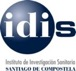 idis
Instituto de Investigación Sanitaria
SANTIAGO DE COMPOSTELA